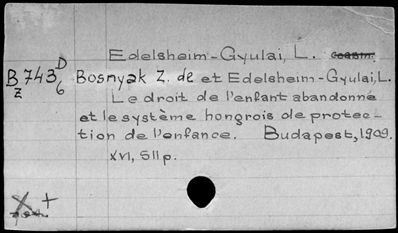 Edelsheim-Gyulai, L.
B743 D
z 6
Bosnyak Z. de et Edelsheim-Gyulai, L.
Le droit de l'enfant abandonné
et le système hongrois de protec-
tion de l'enfance. Budapest, 1909.
XVI, 511 p.